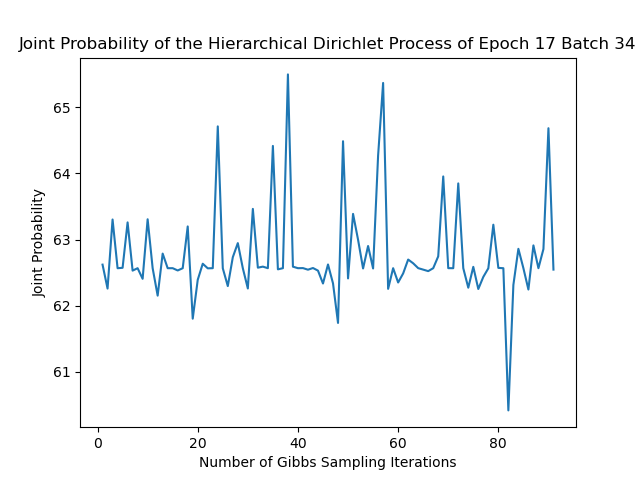 Joint Probability of the Hierarchical Dirichlet Process of Epoch 17 Batch 34
Joint Probability
65
64
63
62
61
0 20 40 60 80
Number of Gibbs Sampling Iterations